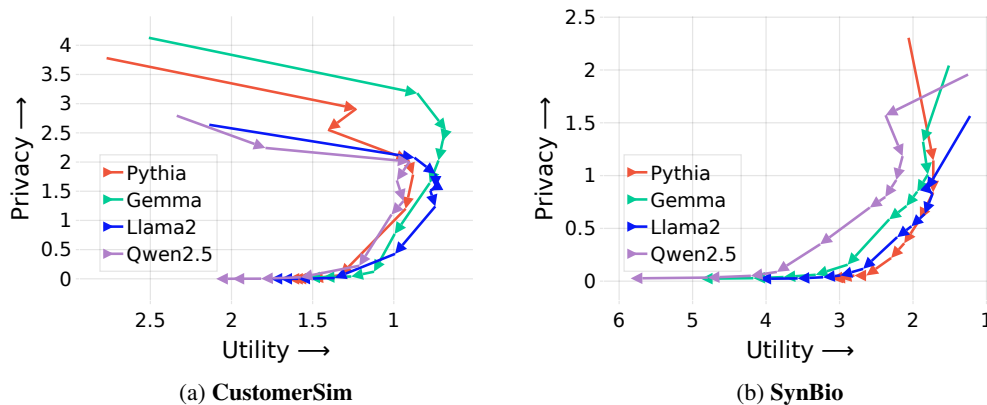 4
3.5
3
2.5
2
1.5
1
0.5
0
2.5
2
1.5
1
Privacy ⟶
Utility ⟶
Pythia
Gemma
Llama2
Qwen2.5
(a) CustomerSim
2.5
2
1.5
1
0.5
0
6
5
4
3
2
1
Privacy ⟶
Utility ⟶
Pythia
Gemma
Llama2
Qwen2.5
(b) SynBio